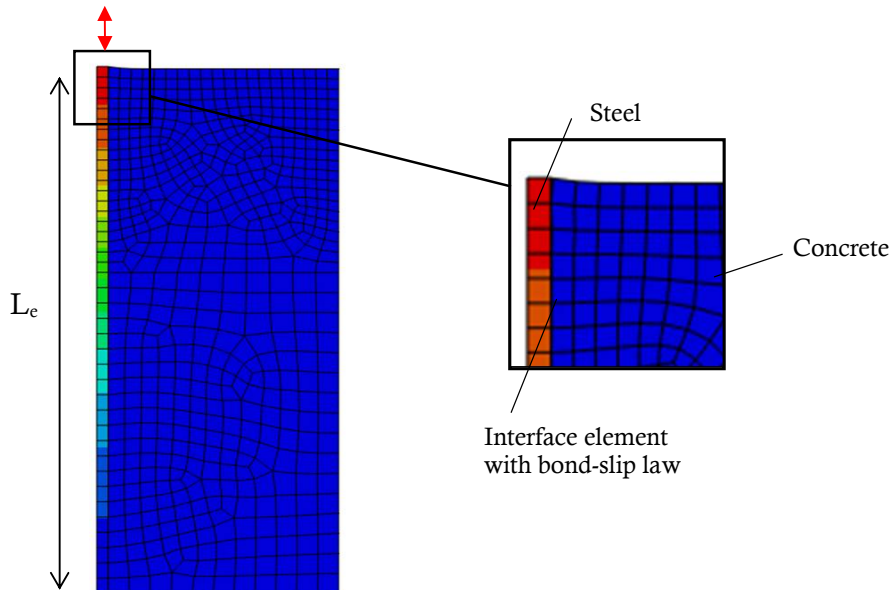 Steel
Concrete
Lₑ
Interface element
with bond-slip law